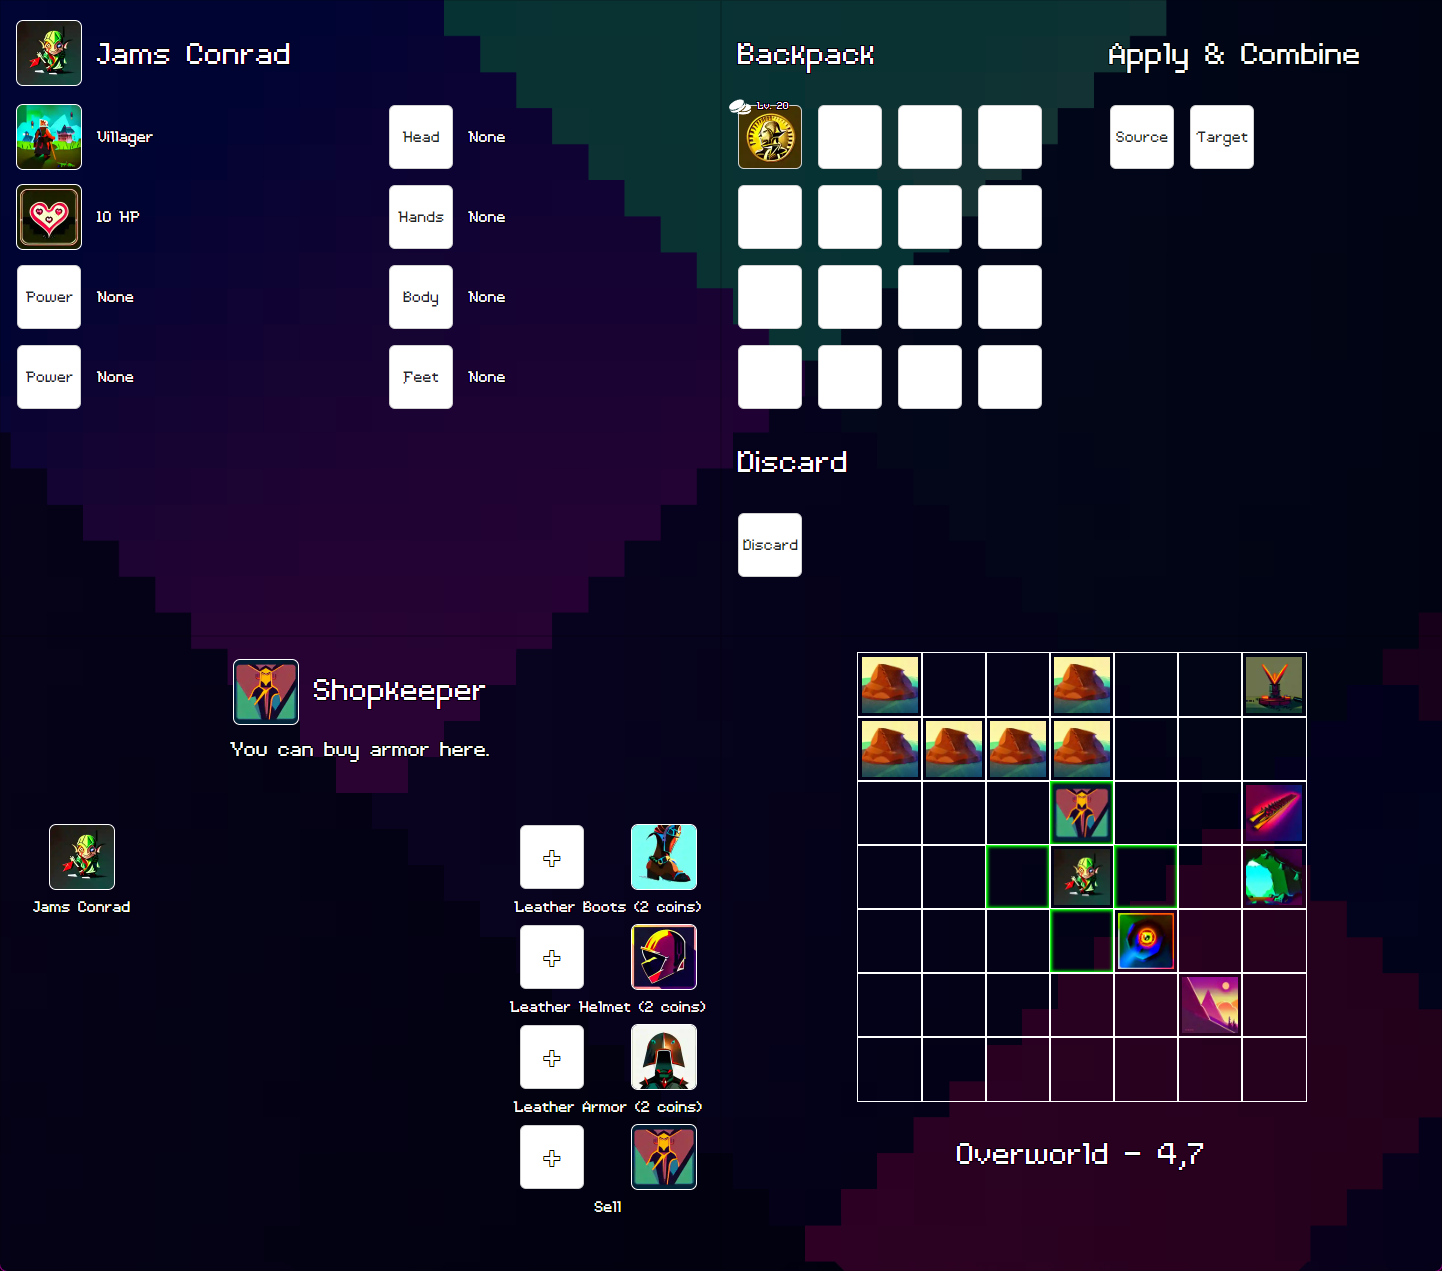 Jams Conrad
Villager
10 HP
Power None
Power None
Head None
Hands None
Body None
Feet None
Backpack
Lv. 20
Apply & Combine
Source Target
Discard
Discard
Shopkeeper
You can buy armor here.
Jams Conrad
Leather Boots (2 coins)
Leather Helmet (2 coins)
Leather Armor (2 coins)
Sell
Overworld - 4,7